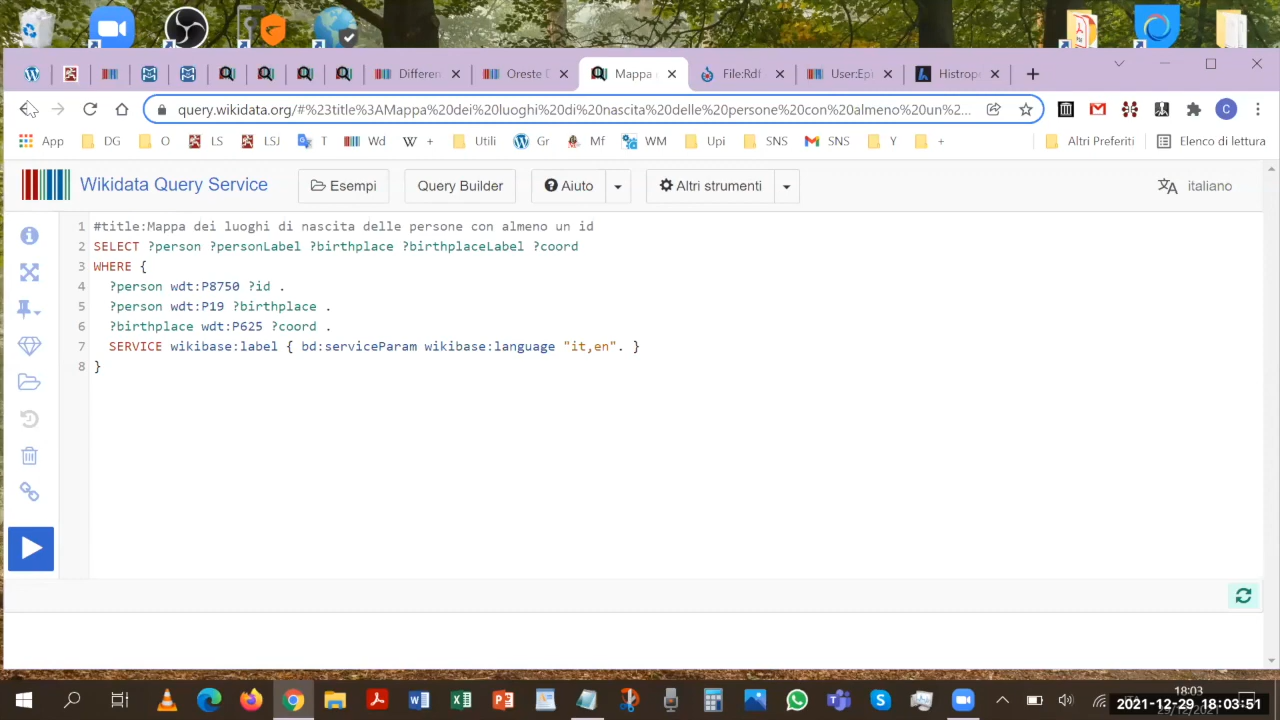 Differen
Oreste D
Mappa
File:Rdf
User:Epi
Histrop
query.wikidata.org/#%23title%3AMappa%20dei%20luoghi%20di%20nascita%20delle%20persone%20con%20almeno%20un%2...
C
App DG O LS LSJ T Wd + Utili Gr Mf WM Upi SNS SNS Y + Altri Preferiti Elenco di lettura
Wikidata Query Service Esempi Query Builder Aiuto Altri strumenti italiano
1 #title:Mappa dei luoghi di nascita delle persone con almeno un id
2 SELECT ?person ?personLabel ?birthplace ?birthplaceLabel ?coord
3 WHERE {
4 ?person wdt:P8750 ?id .
5 ?person wdt:P19 ?birthplace .
6 ?birthplace wdt:P625 ?coord .
7 SERVICE wikibase:label { bd:serviceParam wikibase:language "it,en". }
8 }
18:03
2021-12-29 18:03:51